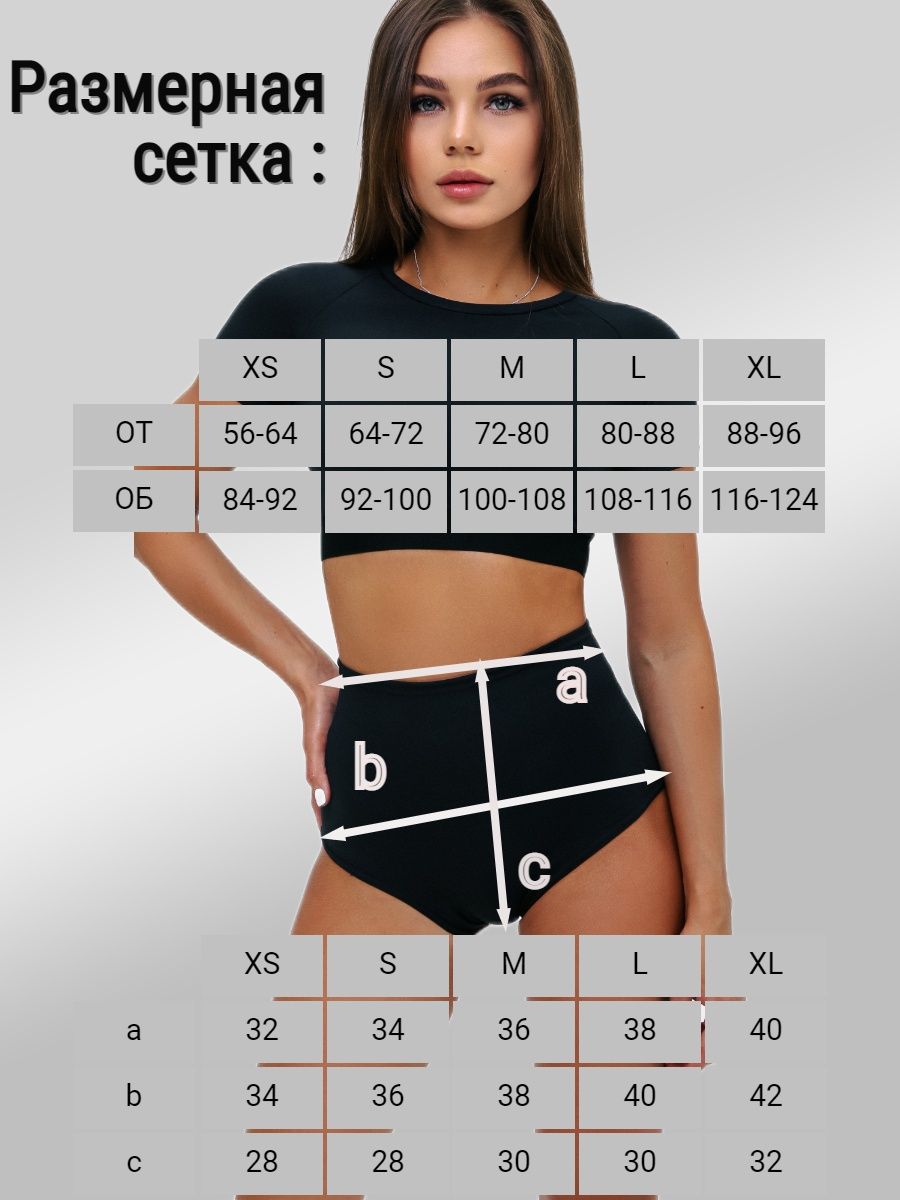 Размерная
сетка :
XS S M L XL
ОТ 56-64 64-72 72-80 80-88 88-96
ОБ 84-92 92-100 100-108 108-116 116-124
a
b
c
XS S M L XL
a 32 34 36 38 40
b 34 36 38 40 42
c 28 28 30 30 32